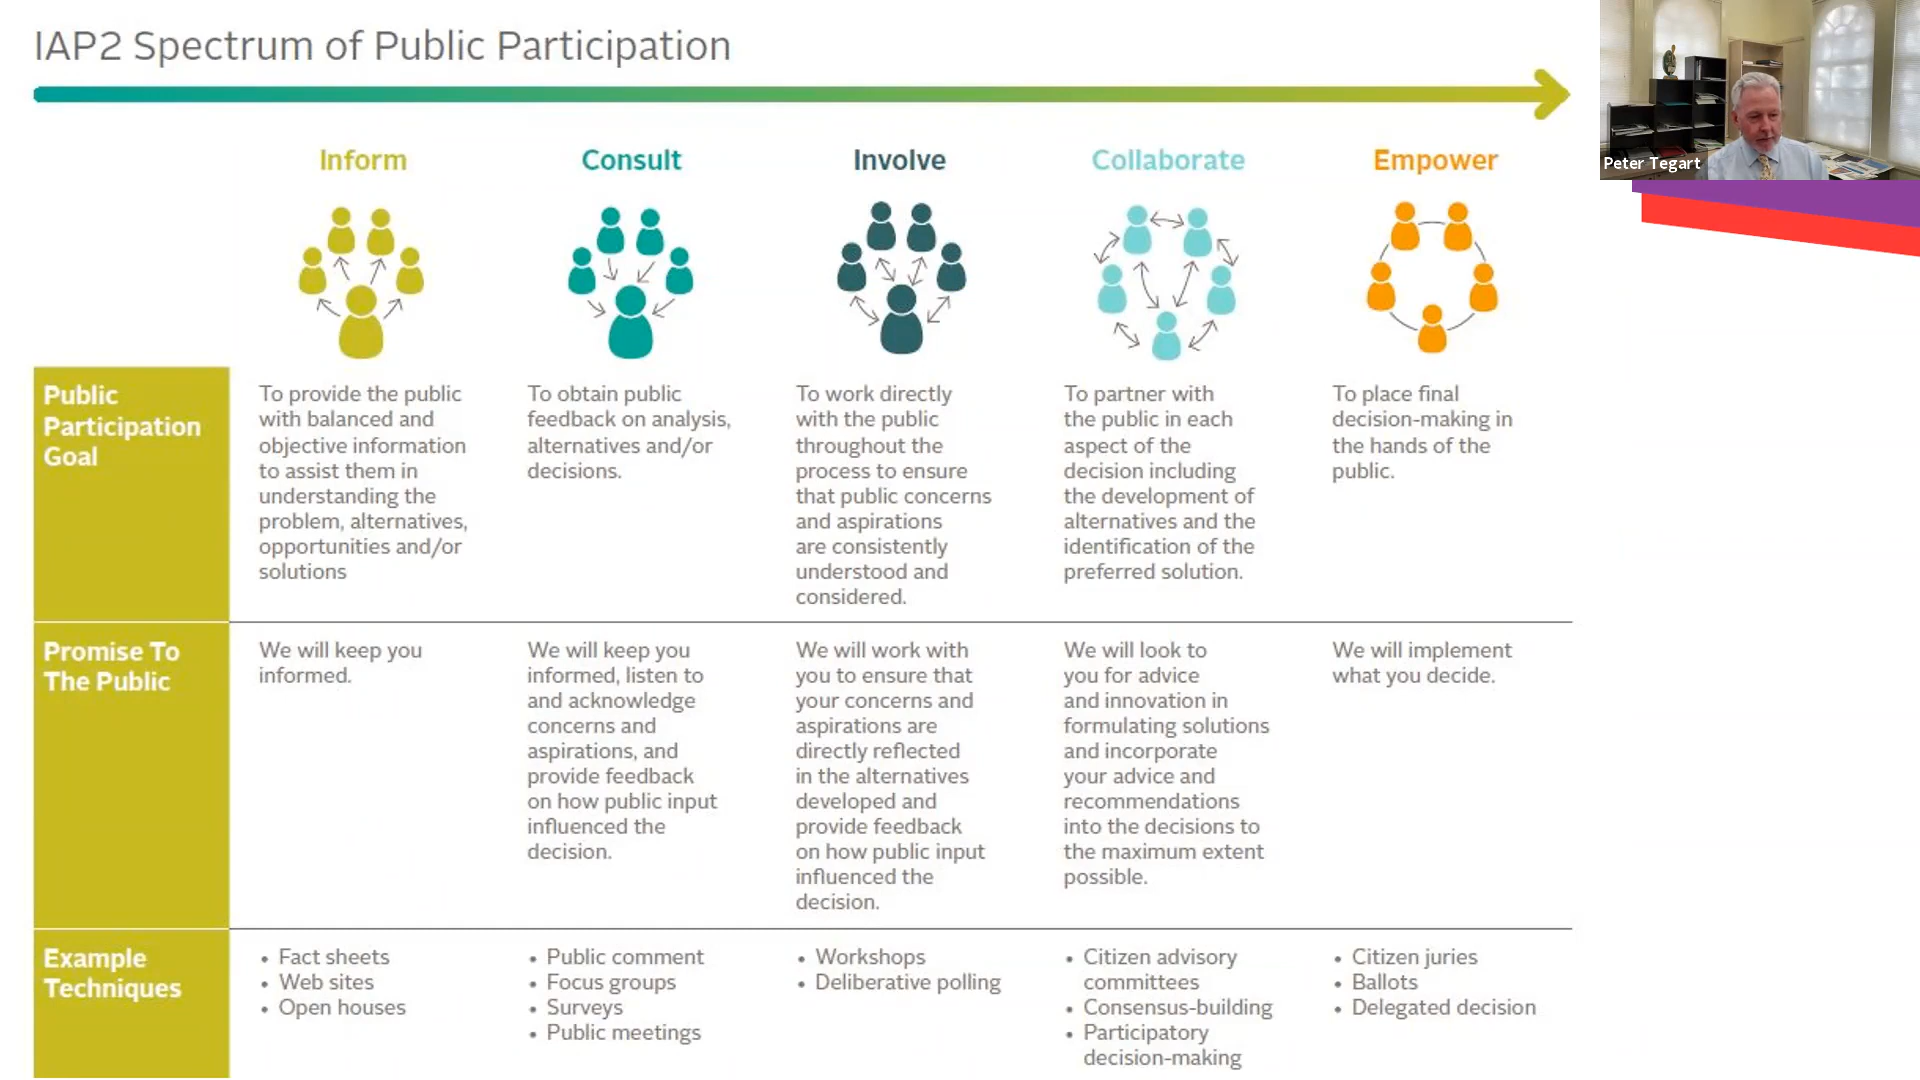 IAP2 Spectrum of Public Participation
Peter Tegart
Inform
Consult
Involve
Collaborate
Empower
Public
Participation
Goal
To provide the public
with balanced and
objective information
to assist them in
understanding the
problem, alternatives,
opportunities and/or
solutions
To obtain public
feedback on analysis,
alternatives and/or
decisions.
To work directly
with the public
throughout the
process to ensure
that public concerns
and aspirations
are consistently
understood and
considered.
To partner with
the public in each
aspect of the
decision including
the development of
alternatives and the
identification of the
preferred solution.
To place final
decision-making in
the hands of the
public.
Promise To
The Public
We will keep you
informed.
We will keep you
informed, listen to
and acknowledge
concerns and
aspirations, and
provide feedback
on how public input
influenced the
decision.
We will work with
you to ensure that
your concerns and
aspirations are
directly reflected
in the alternatives
developed and
provide feedback
on how public input
influenced the
decision.
We will look to
you for advice
and innovation in
formulating solutions
and incorporate
your advice and
recommendations
into the decisions to
the maximum extent
possible.
We will implement
what you decide.
Example
Techniques
• Fact sheets
• Web sites
• Open houses
• Public comment
• Focus groups
• Surveys
• Public meetings
• Workshops
• Deliberative polling
• Citizen advisory
committees
• Consensus-building
• Participatory
decision-making
• Citizen juries
• Ballots
• Delegated decision